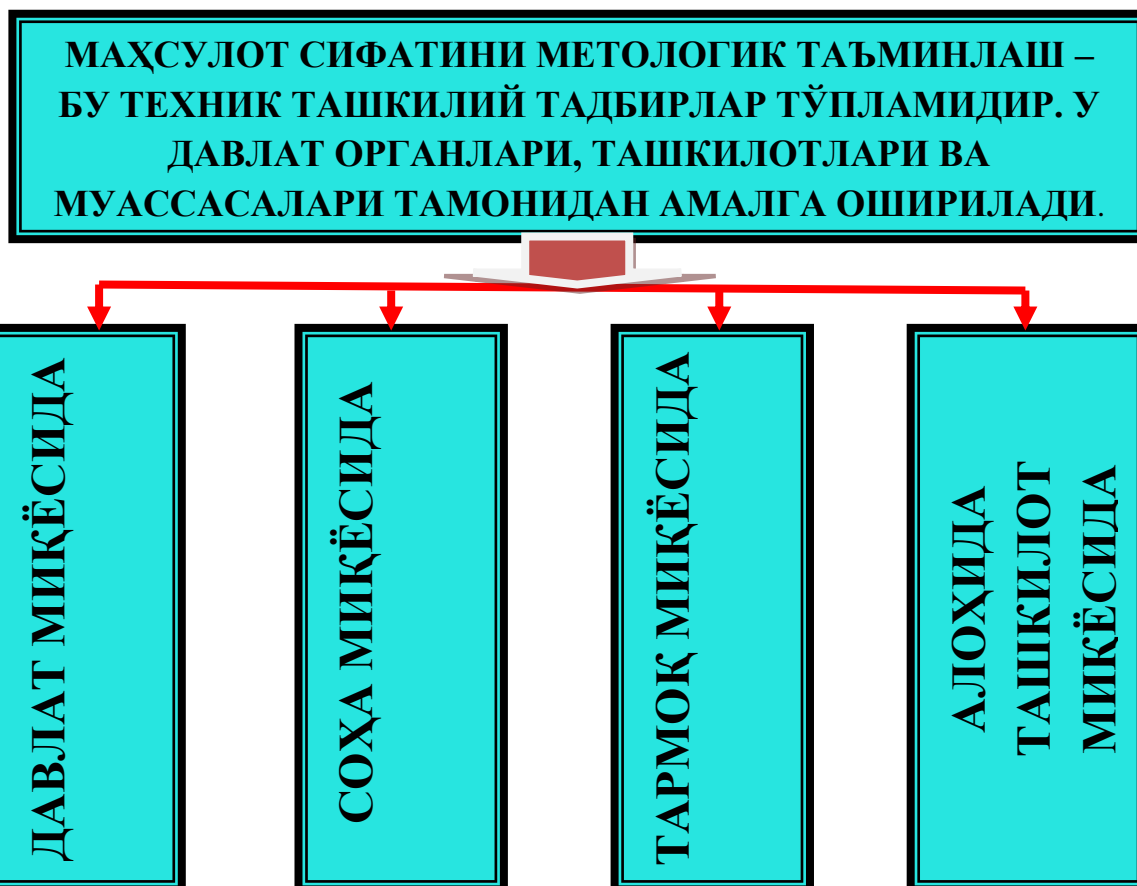 МАҲСУЛОТ СИФАТИНИ МЕТОЛОГИК ТАЪМИНЛАШ –
БУ ТЕХНИК ТАШКИЛИЙ ТАДБИРЛАР ТЎПЛАМИДИР. У
ДАВЛАТ ОРГАНЛАРИ, ТАШКИЛОТЛАРИ ВА
МУАССАСАЛАРИ ТАМОНИДАН АМАЛГА ОШИРИЛАДИ.
ДАВЛАТ МИҚЁСИДА
СОҲА МИҚЁСИДА
ТАРМОҚ МИҚЁСИДА
АЛОҲИДА
ТАШКИЛОТ
МИҚЁСИДА